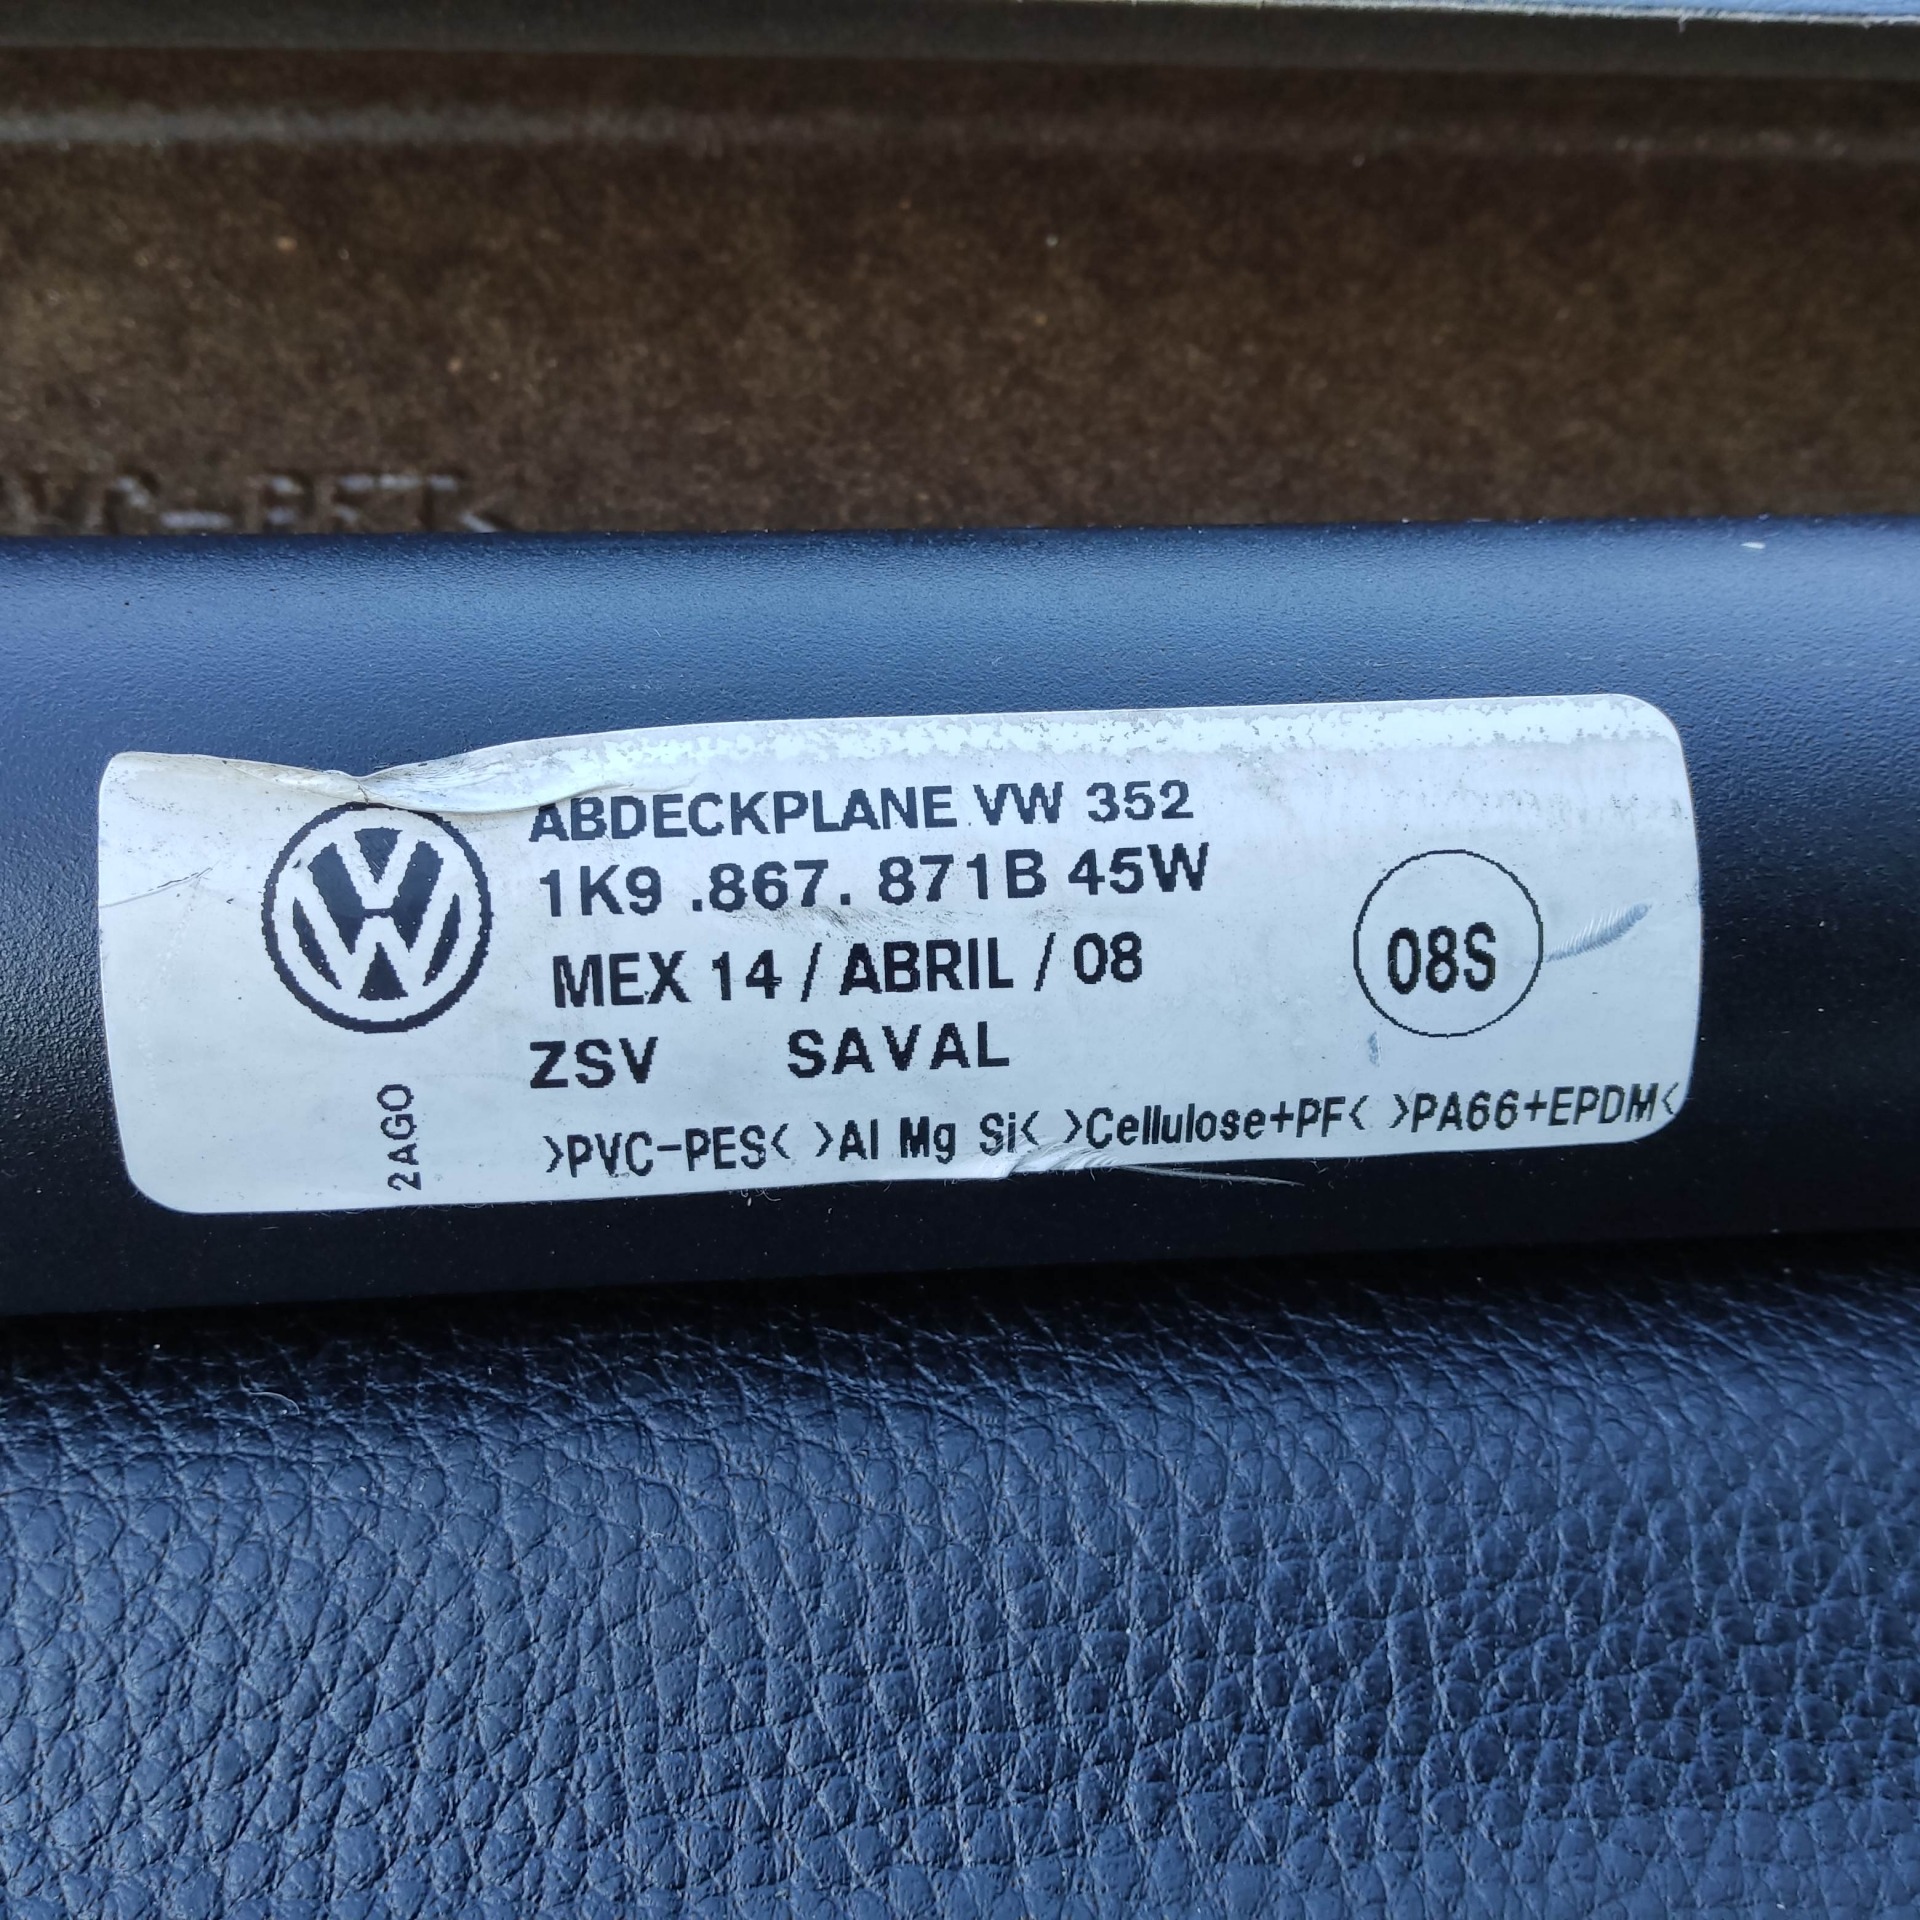 ABDECKPLANE VW 352
1K9 .867. 871B 45W
MEX 14 / ABRIL / 08
08S
ZSV SAVAL
2AGO
>PVC-PES< >Al Mg Si< >Cellulose+PF< >PA66+EPDM<